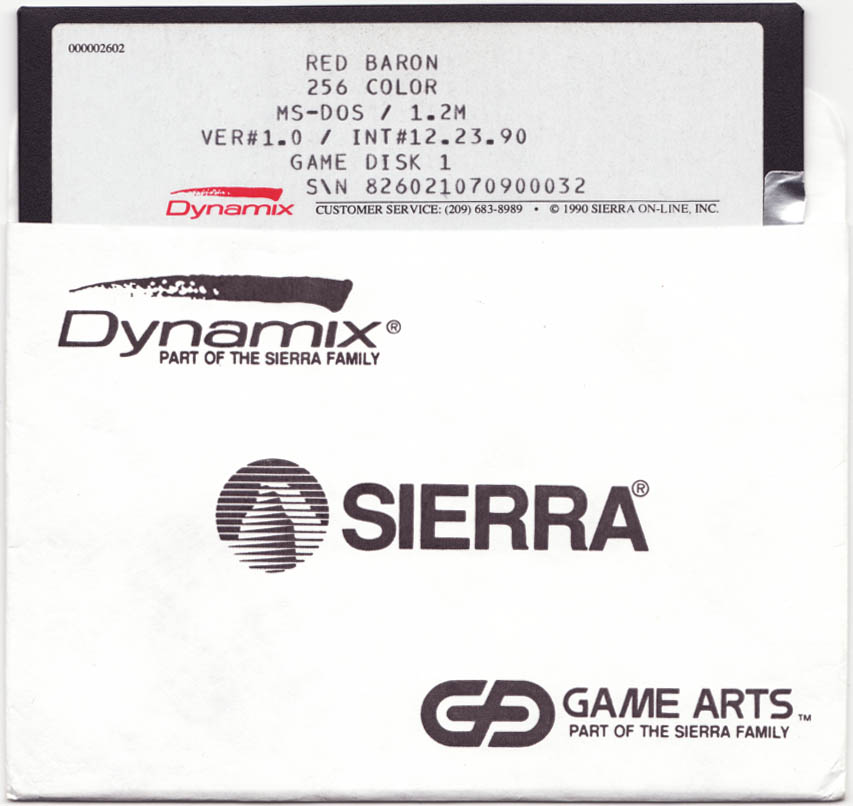 000002602
RED BARON
256 COLOR
MS-DOS / 1.2M
VER#1.0 / INT#12.23.90
GAME DISK 1
S\N 826021070900032
Dynamix CUSTOMER SERVICE: (209) 683-8989 • © 1990 SIERRA ON-LINE, INC.
Dynamix®
PART OF THE SIERRA FAMILY
SIERRA®
GAME ARTS™
PART OF THE SIERRA FAMILY